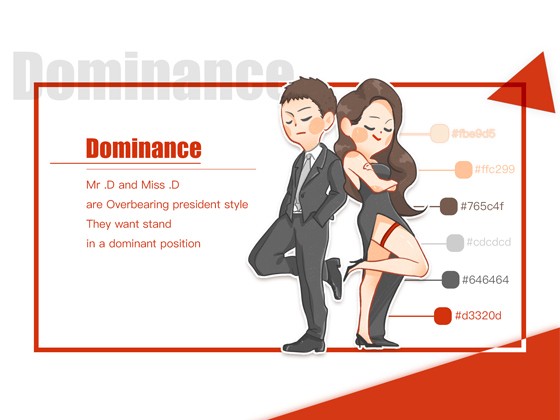 Dominance
Dominance
Mr .D and Miss .D
are Overbearing president style
They want stand
in a dominant position
#fbe9d5
#ffc299
#765c4f
#cdcdcd
#646464
#d3320d